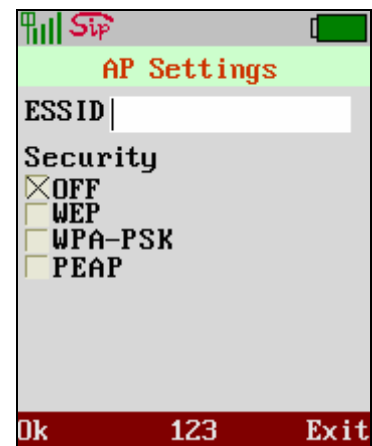 Sip
AP Settings
ESSID
Security
OFF
WEP
WPA-PSK
PEAP
Ok 123 Exit